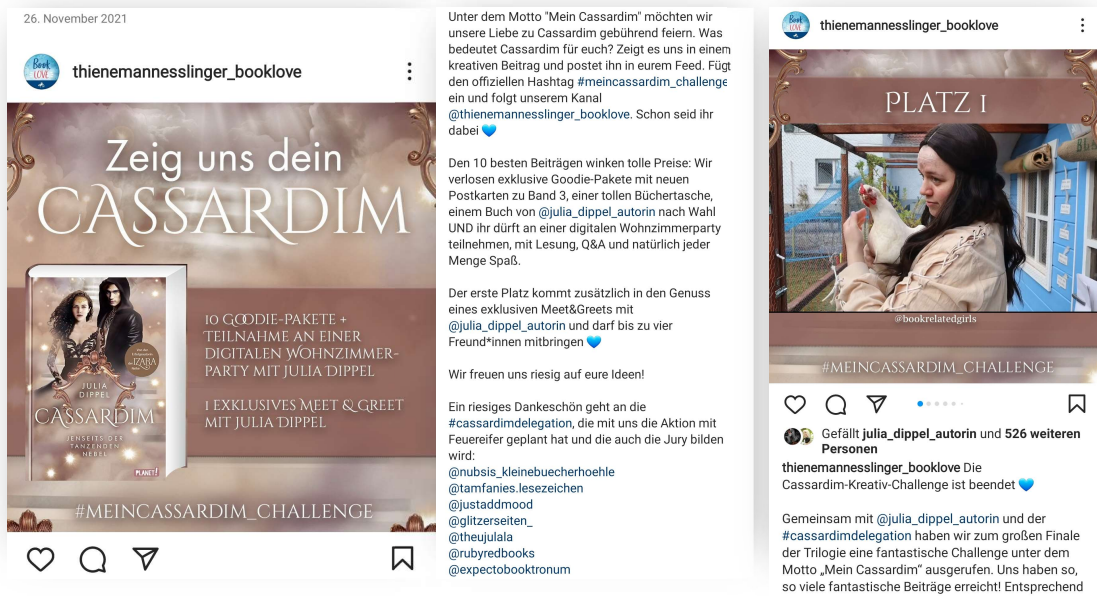 26. November 2021
Book
LOVE
thienemannesslinger_booklove
Zeig uns dein
CASSARDIM
JULIA
DIPPEL
CASSARDIM
JENSEITS DER
TANZENDEN
NEBEL
PLANET!
IZARA
10 GOODIE-PAKETE +
TEILNAHME AN EINER
DIGITALEN WOHNZIMMER-
PARTY MIT JULIA DIPPEL
1 EXKLUSIVES MEET & GREET
MIT JULIA DIPPEL
#MEINCASSARDIM_CHALLENGE
Unter dem Motto "Mein Cassardim" möchten wir
unsere Liebe zu Cassardim gebührend feiern. Was
bedeutet Cassardim für euch? Zeigt es uns in einem
kreativen Beitrag und postet ihn in eurem Feed. Fügt
den offiziellen Hashtag #meincassardim_challenge
ein und folgt unserem Kanal
@thienemannesslinger_booklove. Schon seid ihr
dabei 💙
Den 10 besten Beiträgen winken tolle Preise: Wir
verlosen exklusive Goodie-Pakete mit neuen
Postkarten zu Band 3, einer tollen Büchertasche,
einem Buch von @julia_dippel_autorin nach Wahl
UND ihr dürft an einer digitalen Wohnzimmerparty
teilnehmen, mit Lesung, Q&A und natürlich jeder
Menge Spaß.
Der erste Platz kommt zusätzlich in den Genuss
eines exklusiven Meet&Greets mit
@julia_dippel_autorin und darf bis zu vier
Freund*innen mitbringen 💙
Wir freuen uns riesig auf eure Ideen!
Ein riesiges Dankeschön geht an die
#cassardimdelegation, die mit uns die Aktion mit
Feuereifer geplant hat und die auch die Jury bilden
wird:
@nubsis_kleinebuecherhoehle
@tamfanies.lesezeichen
@justaddmood
@glitzerseiten_
@theujulala
@rubyredbooks
@expectobooktronum
Book
LOVE
thienemannesslinger_booklove
PLATZ 1
@bookrelatedgirls
#MEINCASSARDIM_CHALLENGE
Gefällt julia_dippel_autorin und 526 weiteren
Personen
thienemannesslinger_booklove Die
Cassardim-Kreativ-Challenge ist beendet 💙
Gemeinsam mit @julia_dippel_autorin und der
#cassardimdelegation haben wir zum großen Finale
der Trilogie eine fantastische Challenge unter dem
Motto „Mein Cassardim“ ausgerufen. Uns haben so,
so viele fantastische Beiträge erreicht! Entsprechend